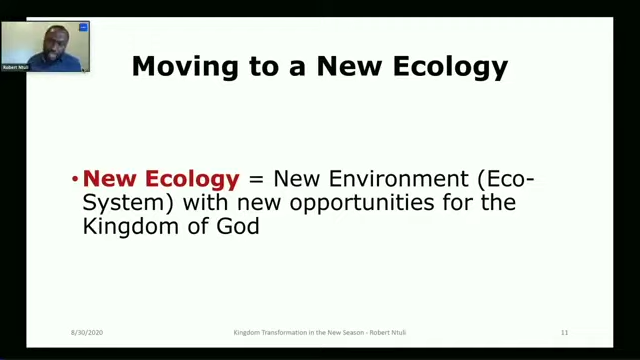 Robert Ntuli
Moving to a New Ecology
•New Ecology = New Environment (Eco-
System) with new opportunities for the
Kingdom of God
8/30/2020
Kingdom Transformation in the New Season - Robert Ntuli
11